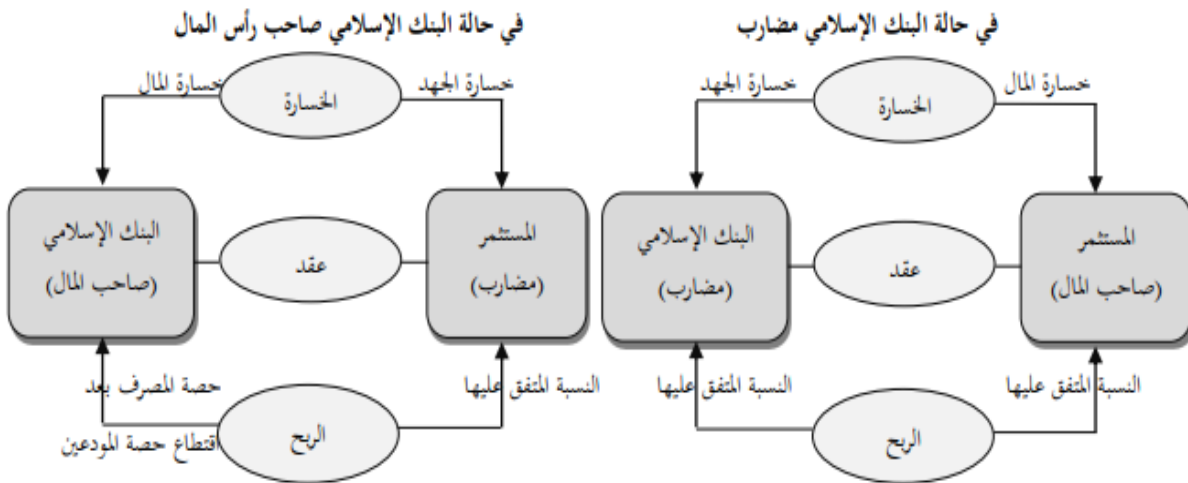 في حالة البنك الإسلامي مضارب
خسارة المال
الخسارة
خسارة الجهد
المستثمر
(صاحب المال)
عقد
البنك الإسلامي
(مضارب)
النسبة المتفق عليها
الربح
النسبة المتفق عليها
في حالة البنك الإسلامي صاحب رأس المال
خسارة الجهد
الخسارة
خسارة المال
المستثمر
(مضارب)
عقد
البنك الإسلامي
(صاحب المال)
النسبة المتفق عليها
الربح
حصة المصرف بعد
اقتطاع حصة المودعين